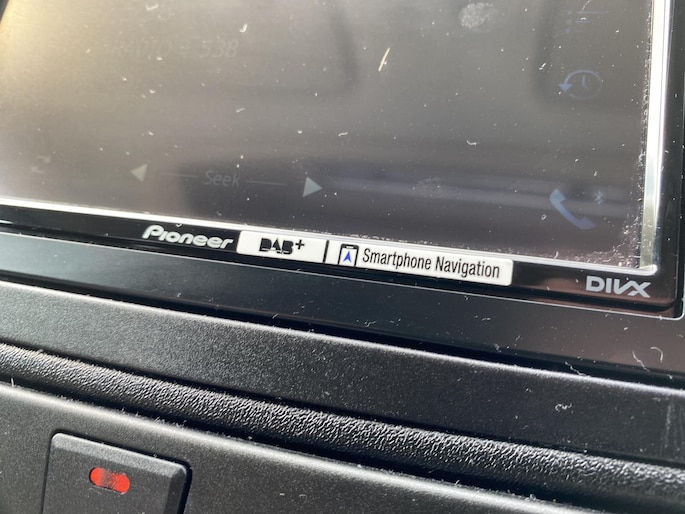 Seek
Pioneer
DAB+
Smartphone Navigation
DIVX